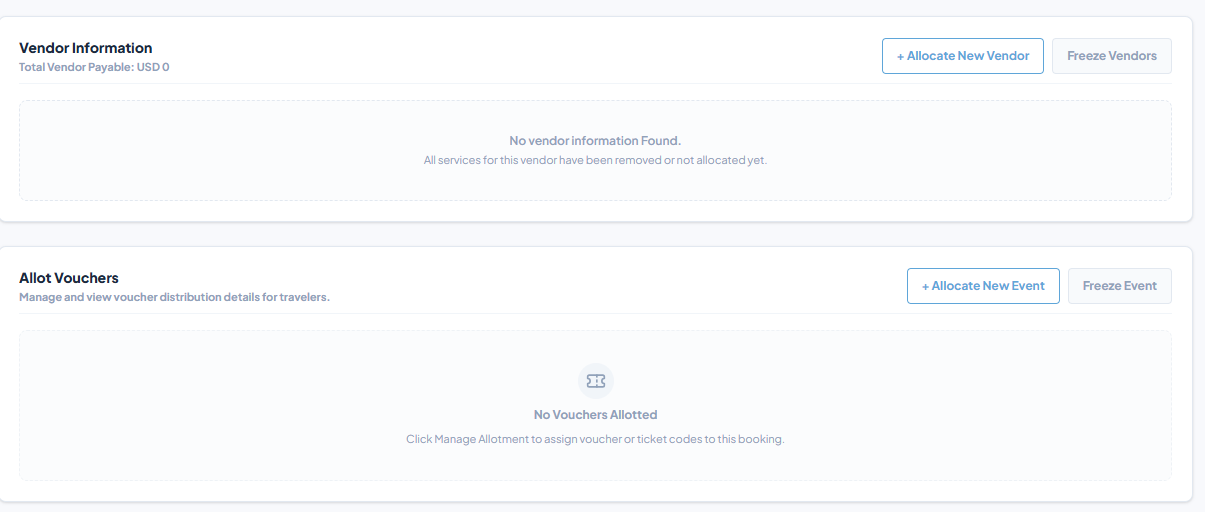 Vendor Information
Total Vendor Payable: USD 0
+ Allocate New Vendor
Freeze Vendors
No vendor information Found.
All services for this vendor have been removed or not allocated yet.
Allot Vouchers
Manage and view voucher distribution details for travelers.
+ Allocate New Event
Freeze Event
No Vouchers Allotted
Click Manage Allotment to assign voucher or ticket codes to this booking.